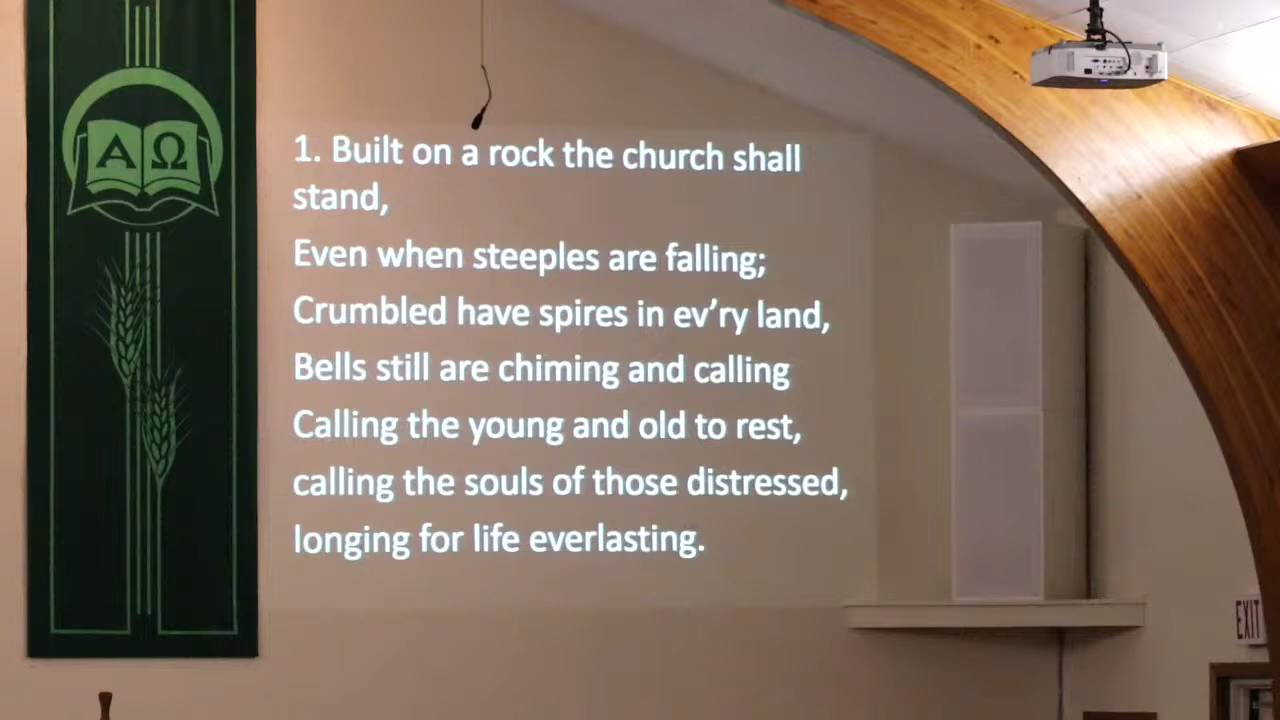 Α Ω
1. Built on a rock the church shall
stand,
Even when steeples are falling;
Crumbled have spires in ev’ry land,
Bells still are chiming and calling
Calling the young and old to rest,
calling the souls of those distressed,
longing for life everlasting.
EXIT